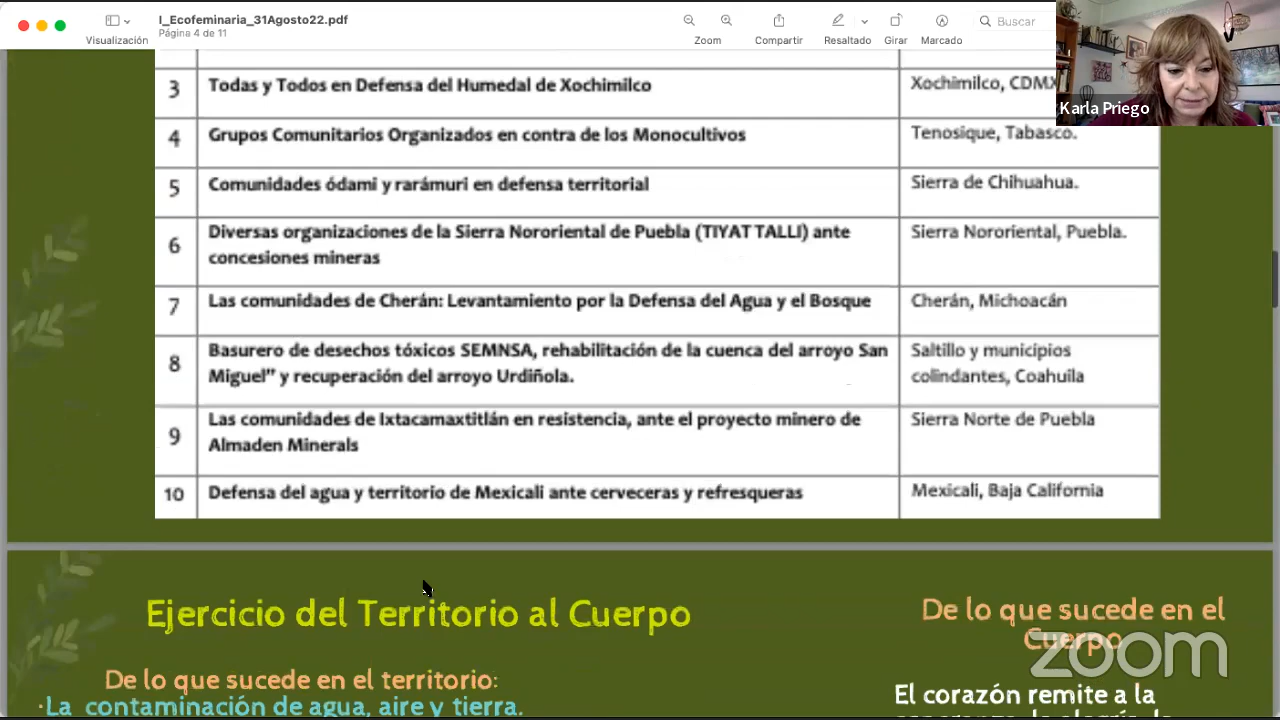 I_Ecofeminaria_31Agosto22.pdf
Página 4 de 11
Visualización
Zoom
Compartir
Resaltado
Girar
Marcado
Buscar
Karla Priego
3 Todas y Todos en Defensa del Humedal de Xochimilco Xochimilco, CDMX
4 Grupos Comunitarios Organizados en contra de los Monocultivos Tenosique, Tabasco.
5 Comunidades ódami y rarámuri en defensa territorial Sierra de Chihuahua.
6 Diversas organizaciones de la Sierra Nororiental de Puebla (TIYAT TALLI) ante Sierra Nororiental, Puebla.
concesiones mineras
7 Las comunidades de Cherán: Levantamiento por la Defensa del Agua y el Bosque Cherán, Michoacán
8 Basurero de desechos tóxicos SEMNSA, rehabilitación de la cuenca del arroyo San Saltillo y municipios
Miguel” y recuperación del arroyo Urdiñola. colindantes, Coahuila
9 Las comunidades de Ixtacamaxtitlán en resistencia, ante el proyecto minero de Sierra Norte de Puebla
Almaden Minerals
10 Defensa del agua y territorio de Mexicali ante cerveceras y refresqueras Mexicali, Baja California
Ejercicio del Territorio al Cuerpo
De lo que sucede en el territorio:
·La contaminación de agua, aire y tierra.
De lo que sucede en el
Cuerpo
El corazón remite a la
zoom